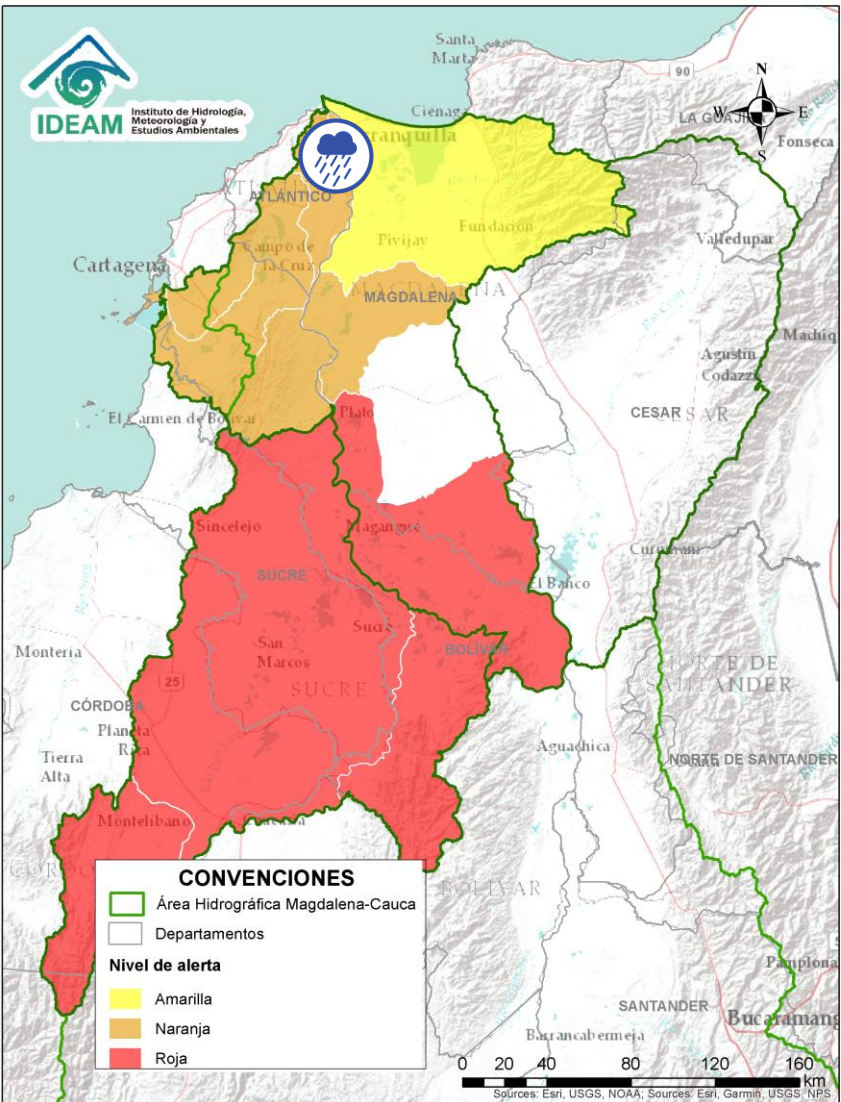 IDEAM
Instituto de Hidrología,
Meteorología y
Estudios Ambientales
Santa
Marta
90
N
W
E
S
Ciénaga
LA GUAJIRA
Fonseca
ATLÁNTICO
Fundación
Pivijay
Valledupar
Campo de
la Cruz
Cartagena
MAGDALENA
Agustín
Codazzi
CESAR
CESAR
El Carmen de Bolívar
Plato
Sincelejo
Magangué
SUCRE
El Banco
Sucre
San
Marcos
BOLÍVAR
Montería
SUCRE
25
NORTE DE
SANTANDER
CÓRDOBA
Planeta
Rica
Aguachica
Tierra
Alta
NORTE DE SANTANDER
Montelíbano
CONVENCIONES
Área Hidrográfica Magdalena-Cauca
Departamentos
Nivel de alerta
Amarilla
Naranja
Roja
BOLÍVAR
Pamplona
SANTANDER
Bucaramang
Barrancabermeja
0 20 40 80 120 160
km
Sources: Esri, USGS, NOAA; Sources: Esri, Garmin, USGS, NPS